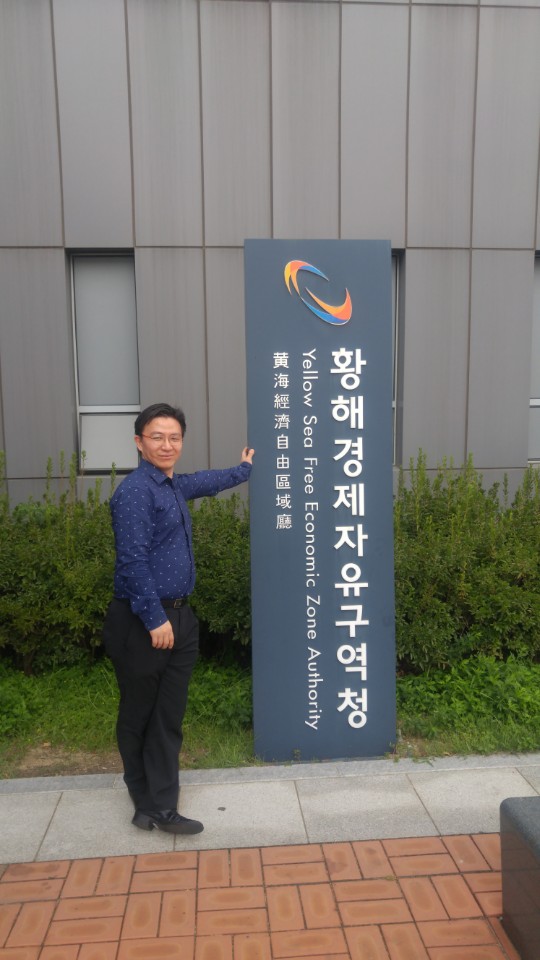 황해경제자유구역청
Yellow Sea Free Economic Zone Authority
黃海經濟自由區域廳